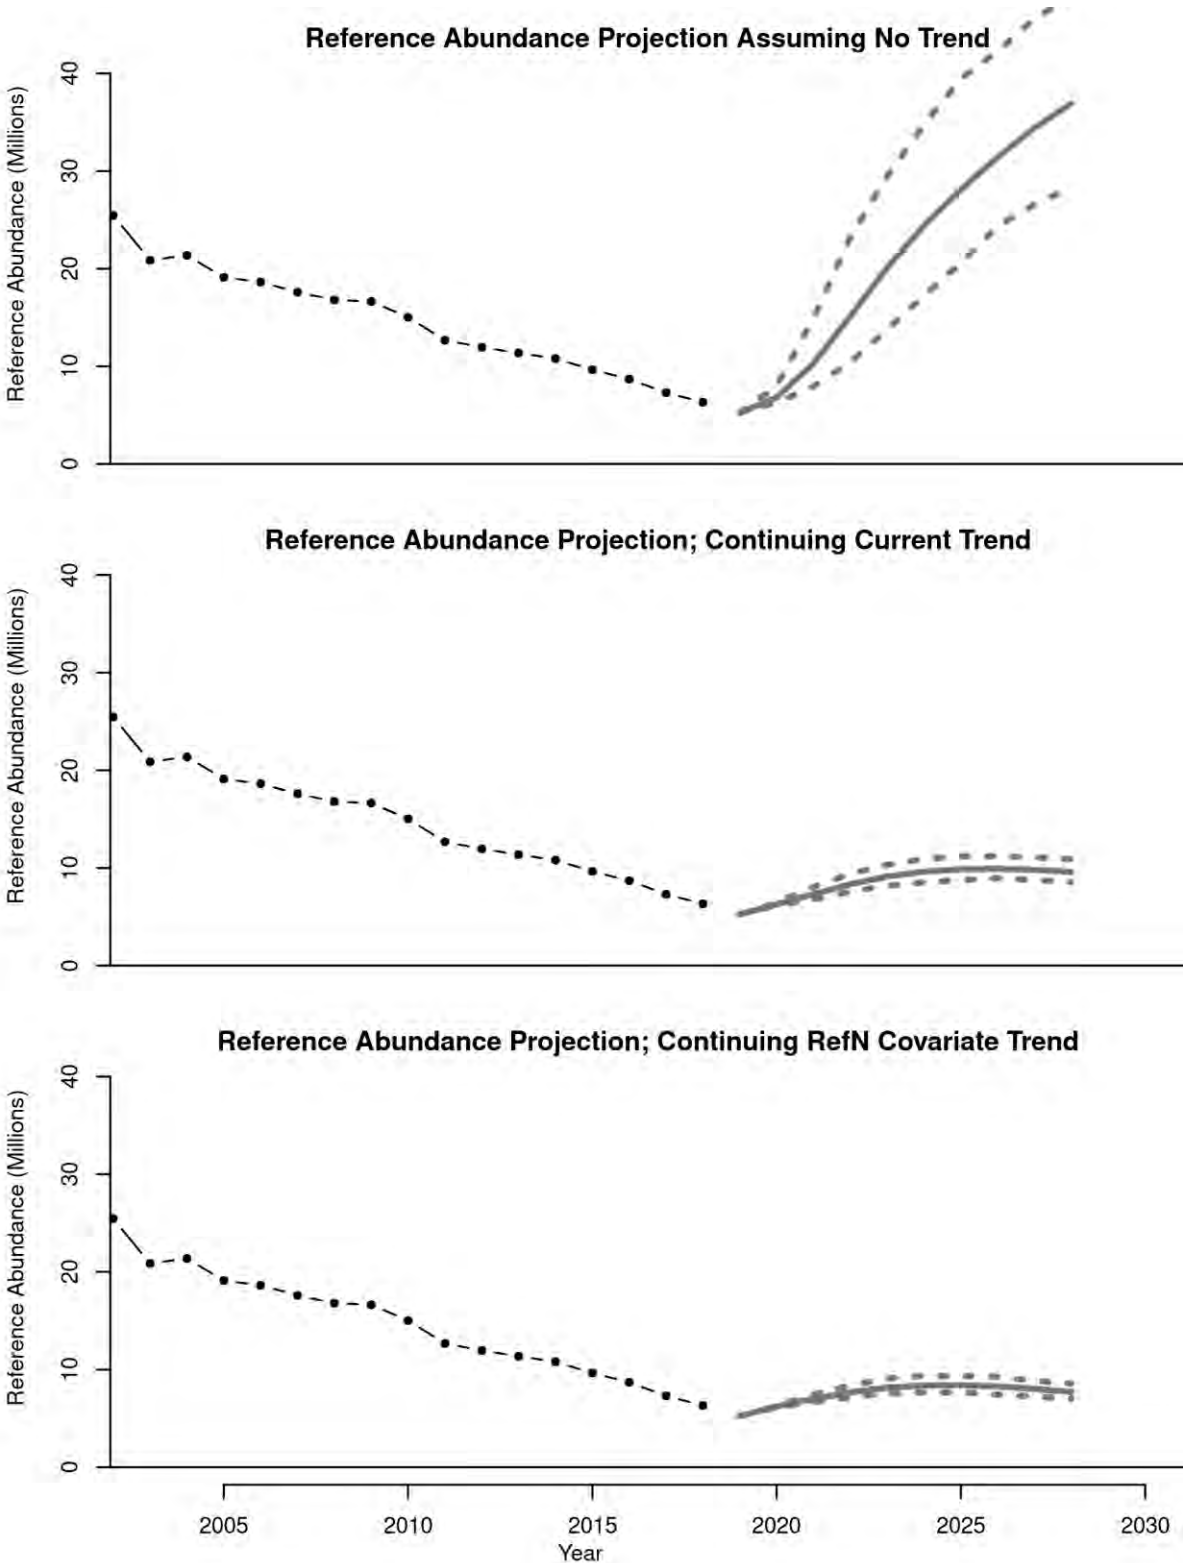 Reference Abundance Projection Assuming No Trend
Reference Abundance (Millions)
40
30
20
10
0
Reference Abundance Projection; Continuing Current Trend
Reference Abundance (Millions)
40
30
20
10
0
Reference Abundance Projection; Continuing RefN Covariate Trend
Reference Abundance (Millions)
40
30
20
10
0
2005 2010 2015 2020 2025 2030
Year